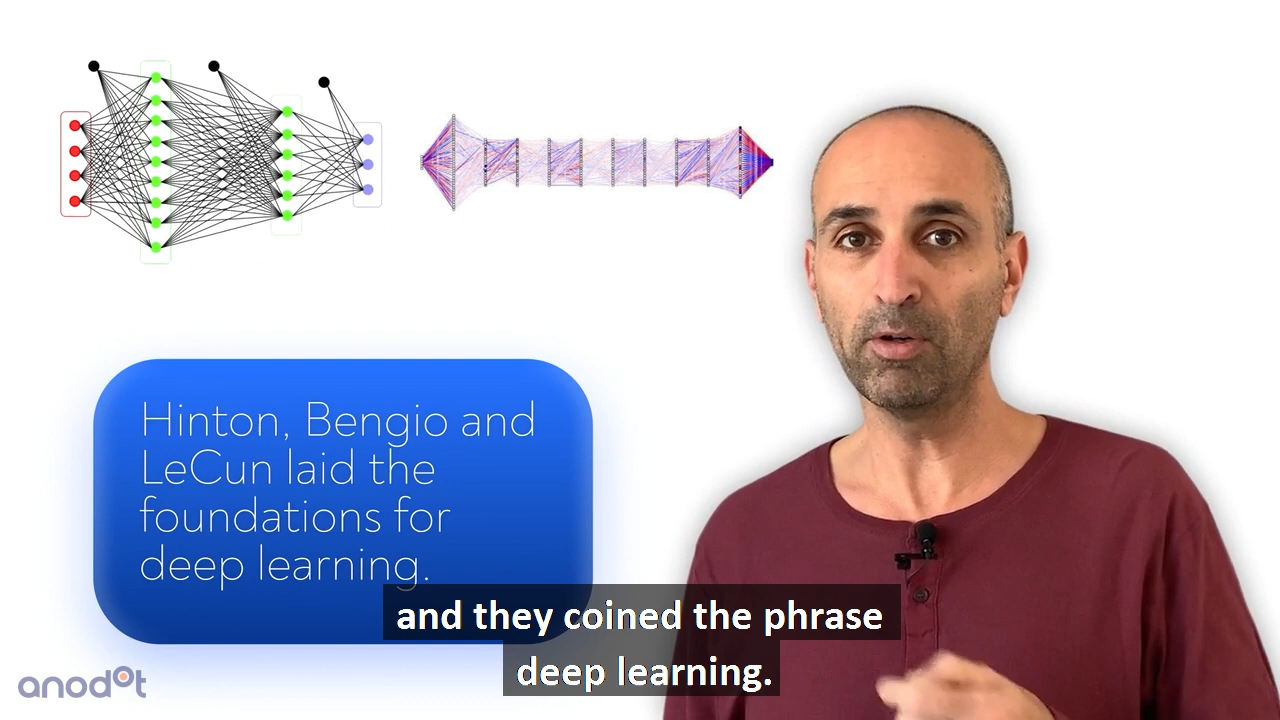 Hinton, Bengio and
LeCun laid the
foundations for
deep learning.
and they coined the phrase
deep learning.
anodot